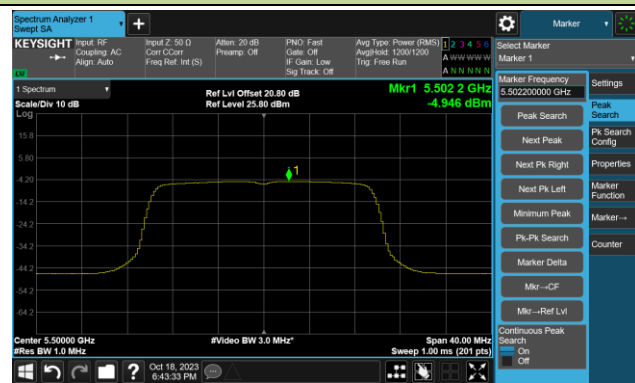 Spectrum Analyzer 1
Swept SA
Marker
KEYSIGHT
Input: RF
Coupling: AC
Align: Auto
Input Z: 50 Ω
Corr CCorr
Freq Ref: Int (S)
Atten: 20 dB
Preamp: Off
PNO: Fast
Gate: Off
IF Gain: Low
Sig Track: Off
Avg Type: Power (RMS)
Avg|Hold: 1200/1200
Trig: Free Run
1 2 3 4 5 6
A W W W W W
A N N N N N
LXI
Select Marker
Marker 1
1 Spectrum
Scale/Div 10 dB
Log
Ref Lvl Offset 20.80 dB
Ref Level 25.80 dBm
Mkr1 5.502 2 GHz
-4.946 dBm
15.8
5.80
-4.20
-14.2
-24.2
-34.2
-44.2
-54.2
-64.2
1
Center 5.50000 GHz
#Res BW 1.0 MHz
#Video BW 3.0 MHz*
Span 40.00 MHz
Sweep 1.00 ms (201 pts)
Marker Frequency
5.502200000 GHz
Peak Search
Next Peak
Next Pk Right
Next Pk Left
Minimum Peak
Pk-Pk Search
Marker Delta
Mkr→CF
Mkr→Ref Lvl
Continuous Peak
Search
On
Off
Settings
Peak
Search
Pk Search
Config
Properties
Marker
Function
Marker→
Counter
?
Oct 18, 2023
6:43:33 PM